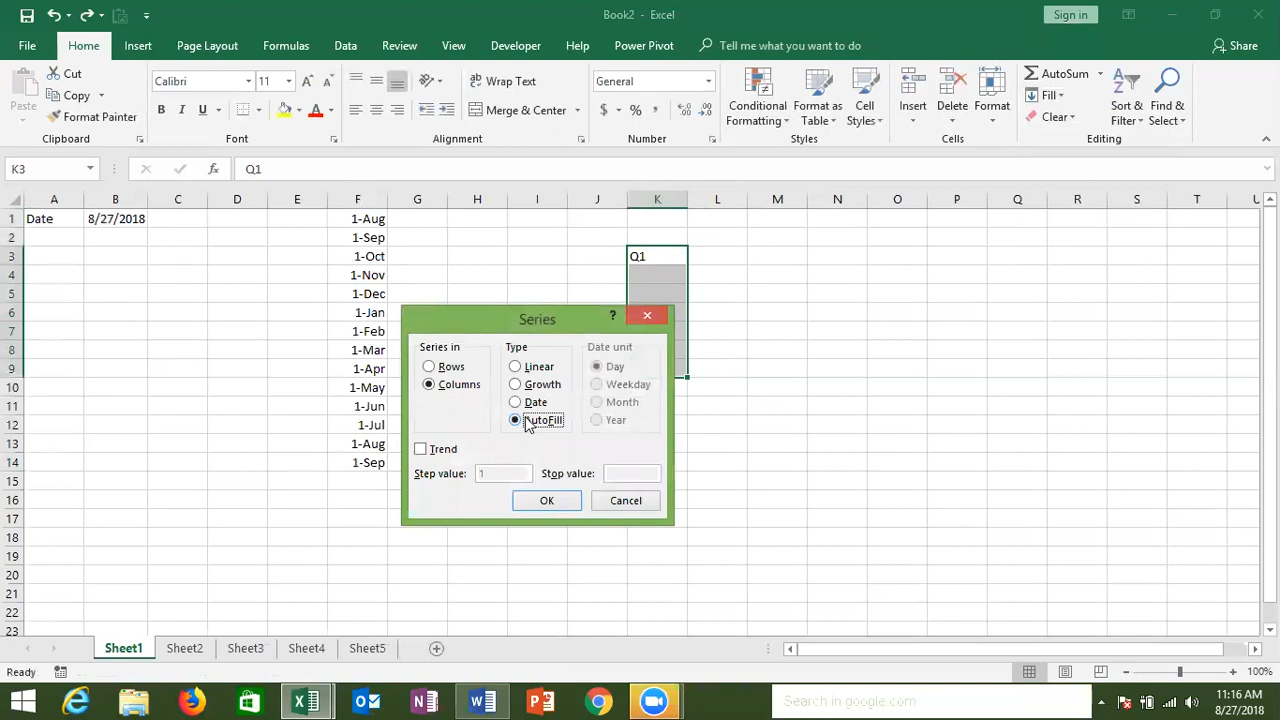 Book2 - Excel
Sign in
File Home Insert Page Layout Formulas Data Review View Developer Help Power Pivot Tell me what you want to do Share
Paste
Cut
Copy
Format Painter
Clipboard
Calibri 11
B I U
A
Font
Wrap Text
Merge & Center
Alignment
General
$ % ,
Number
Conditional Formatting
Format as Table
Cell Styles
Styles
Insert
Delete
Format
Cells
AutoSum
Fill
Clear
Sort & Filter
Find & Select
Editing
K3 fx Q1
A B C D E F G H I J K L M N O P Q R S T U
1 Date 8/27/2018 1-Aug
2 1-Sep
3 1-Oct Q1
4 1-Nov
5 1-Dec
6 1-Jan
7 1-Feb
8 1-Mar
9 1-Apr
10 1-May
11 1-Jun
12 1-Jul
13 1-Aug
14 1-Sep
15
16
17
18
19
20
21
22
23
Series ?
Series in Type Date unit
Rows Linear Day
Columns Growth Weekday
Date Month
AutoFill Year
Trend
Step value: 1 Stop value:
OK Cancel
Sheet1 Sheet2 Sheet3 Sheet4 Sheet5
Ready 100%
Search on google.com
11:16 AM
8/27/2018